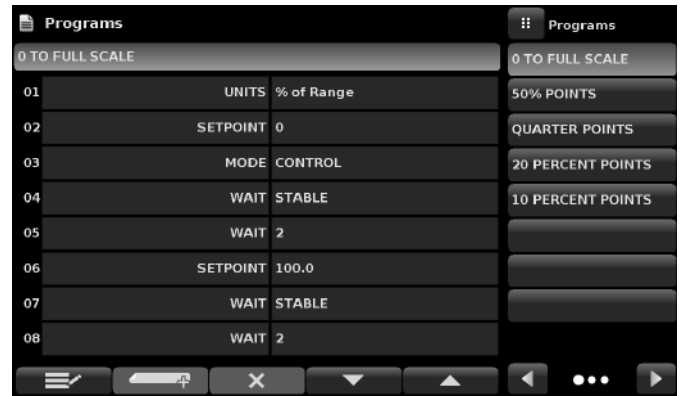 Programs
0 TO FULL SCALE
01 UNITS % of Range
02 SETPOINT 0
03 MODE CONTROL
04 WAIT STABLE
05 WAIT 2
06 SETPOINT 100.0
07 WAIT STABLE
08 WAIT 2
Programs
0 TO FULL SCALE
50% POINTS
QUARTER POINTS
20 PERCENT POINTS
10 PERCENT POINTS